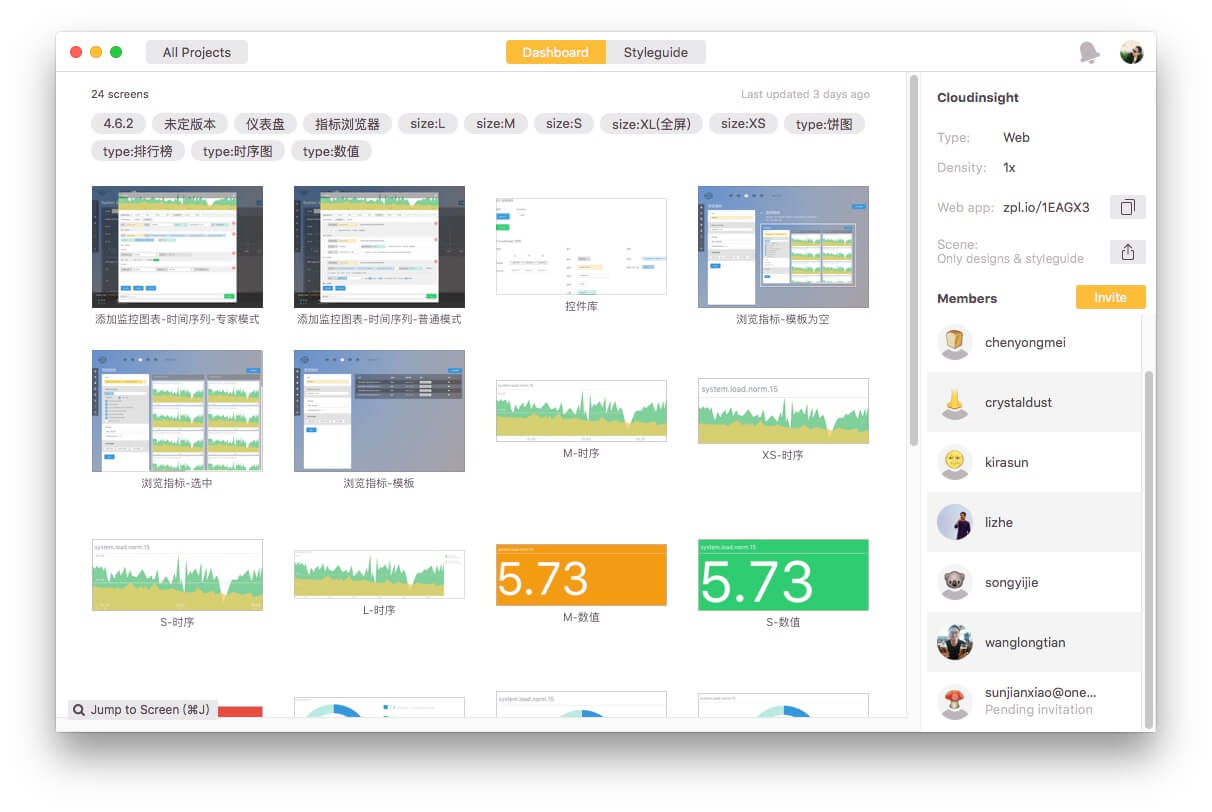 All Projects
Dashboard
Styleguide
24 screens
Last updated 3 days ago
4.6.2
未定版本
仪表盘
指标浏览器
size:L
size:M
size:S
size:XL(全屏)
size:XS
type:饼图
type:排行榜
type:时序图
type:数值
添加监控图表-时间序列-专家模式
添加监控图表-时间序列-普通模式
控件库
浏览指标-模板为空
浏览指标-选中
浏览指标-模板
system.load.norm.15
M-时序
system.load.norm.15
XS-时序
system.load.norm.15
S-时序
L-时序
system.load.norm.15
5.73
M-数值
system.load.norm.15
5.73
S-数值
system.load.norm.15
system.load.norm.15
Jump to Screen (⌘J)
Cloudinsight
Type: Web
Density: 1x
Web app: zpl.io/1EAGX3
Scene:
Only designs & styleguide
Members
Invite
chenyongmei
crystaldust
kirasun
lizhe
songyijie
wanglongtian
sunjianxiao@one...
Pending invitation